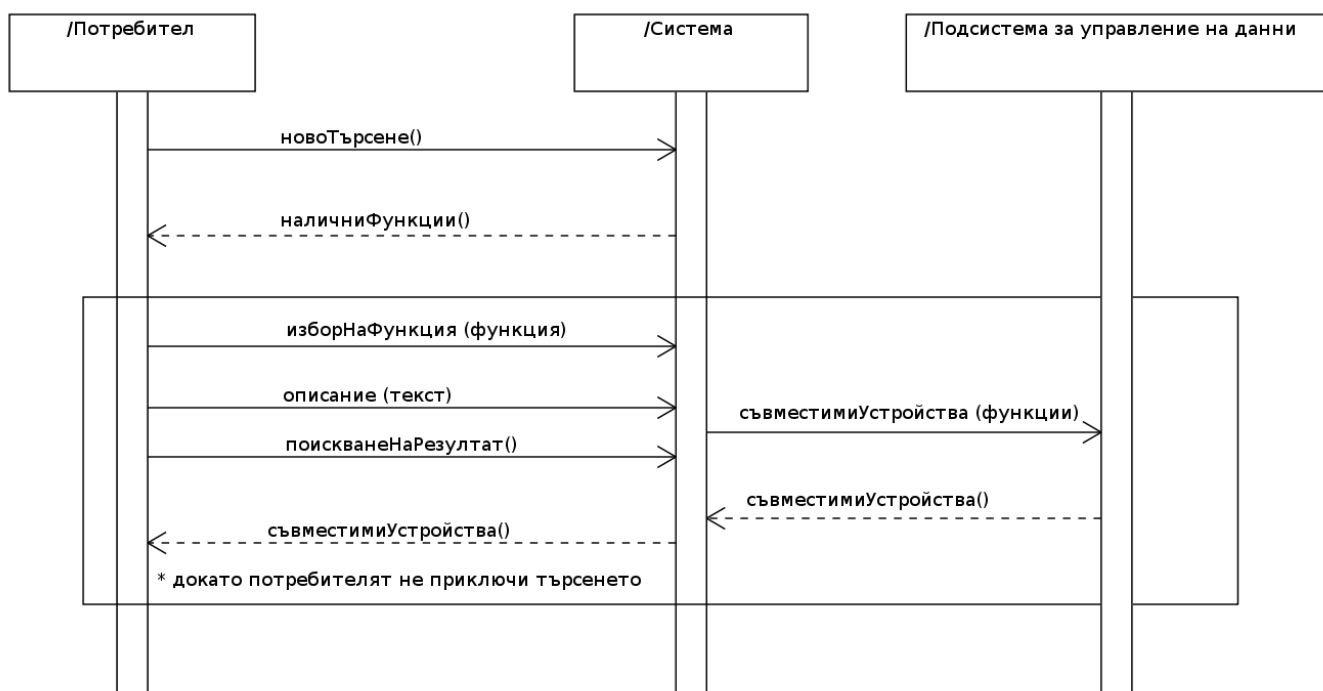 /Потребител
/Система
/Подсистема за управление на данни
новоТърсене()
наличниФункции()
изборНаФункция (функция)
описание (текст)
съвместимиУстройства (функции)
поискванеНаРезултат()
съвместимиУстройства()
съвместимиУстройства()
* докато потребителят не приключи търсенето